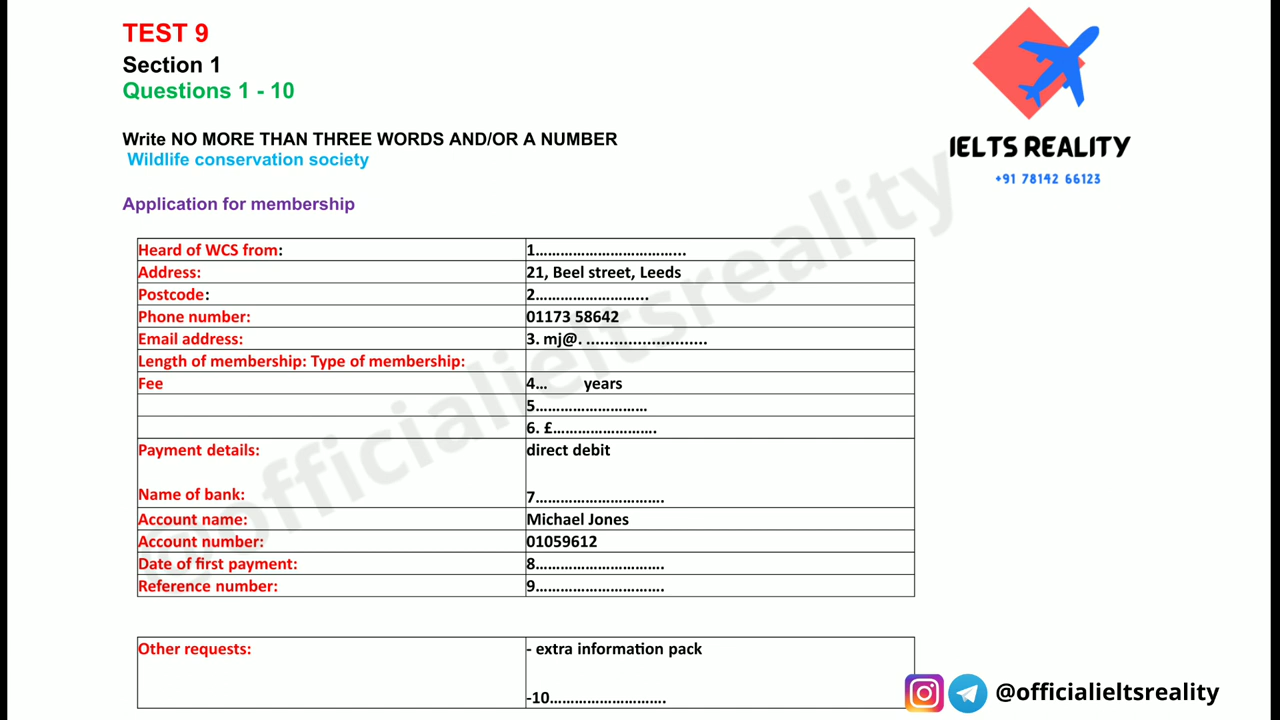 TEST 9
Section 1
Questions 1 - 10
IELTS REALITY
+91 78142 66123
Write NO MORE THAN THREE WORDS AND/OR A NUMBER
Wildlife conservation society
Application for membership
Heard of WCS from: 1.................................
Address: 21, Beel street, Leeds
Postcode: 2.........................
Phone number: 01173 58642
Email address: 3. mj@. ..........................
Length of membership: Type of membership:
Fee 4... years
5........................
6. £........................
Payment details: direct debit
Name of bank: 7.............................
Account name: Michael Jones
Account number: 01059612
Date of first payment: 8.............................
Reference number: 9.............................
Other requests: - extra information pack
-10.............................
@officialieltsreality
@officialieltsreality